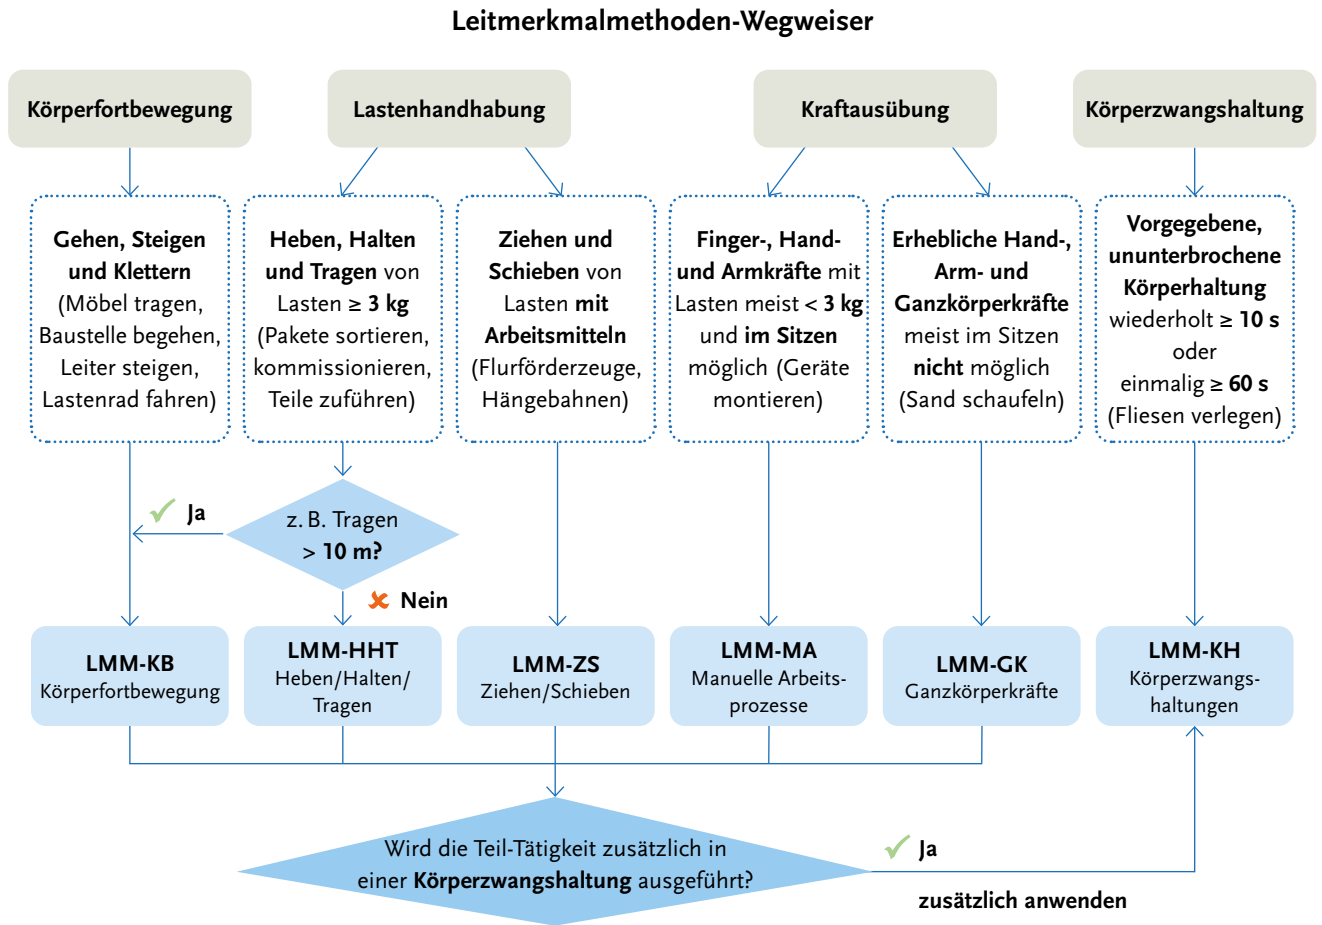 Leitmerkmalmethoden-Wegweiser
Körperfortbewegung
Lastenhandhabung
Kraftausübung
Körperzwangshaltung
Gehen, Steigen
und Klettern
(Möbel tragen,
Baustelle begehen,
Leiter steigen,
Lastenrad fahren)
Heben, Halten
und Tragen von
Lasten ≥ 3 kg
(Pakete sortieren,
kommissionieren,
Teile zuführen)
Ziehen und
Schieben von
Lasten mit
Arbeitsmitteln
(Flurförderzeuge,
Hängebahnen)
Finger-, Hand-
und Armkräfte mit
Lasten meist < 3 kg
und im Sitzen
möglich (Geräte
montieren)
Erhebliche Hand-,
Arm- und
Ganzkörperkräfte
meist im Sitzen
nicht möglich
(Sand schaufeln)
Vorgegebene,
ununterbrochene
Körperhaltung
wiederholt ≥ 10 s
oder
einmalig ≥ 60 s
(Fliesen verlegen)
Ja
z. B. Tragen
> 10 m?
Nein
LMM-KB
Körperfortbewegung
LMM-HHT
Heben/Halten/
Tragen
LMM-ZS
Ziehen/Schieben
LMM-MA
Manuelle Arbeits-
prozesse
LMM-GK
Ganzkörperkräfte
LMM-KH
Körperzwangs-
haltungen
Wird die Teil-Tätigkeit zusätzlich in
einer Körperzwangshaltung ausgeführt?
Ja
zusätzlich anwenden